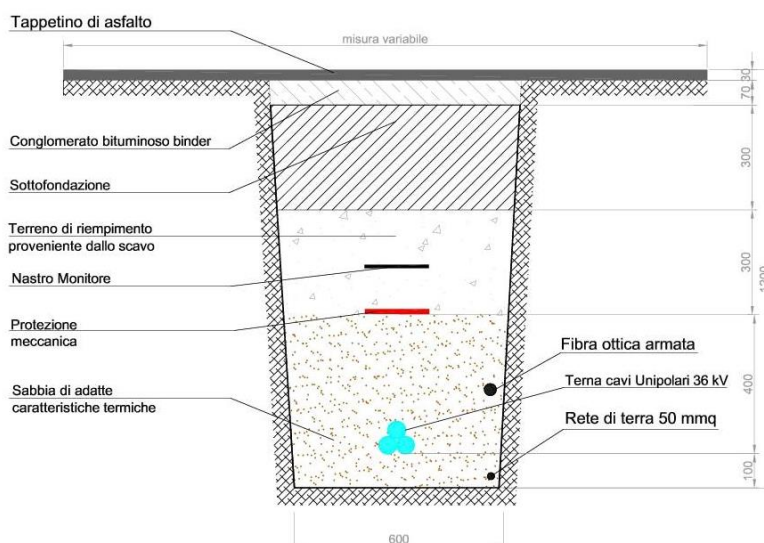 Tappetino di asfalto
misura variabile
30
70
Conglomerato bituminoso binder
300
Sottofondazione
Terreno di riempimento
proveniente dallo scavo
Nastro Monitore
300
Protezione
meccanica
Fibra ottica armata
Terna cavi Unipolari 36 kV
Sabbia di adatte
caratteristiche termiche
400
Rete di terra 50 mmq
100
600